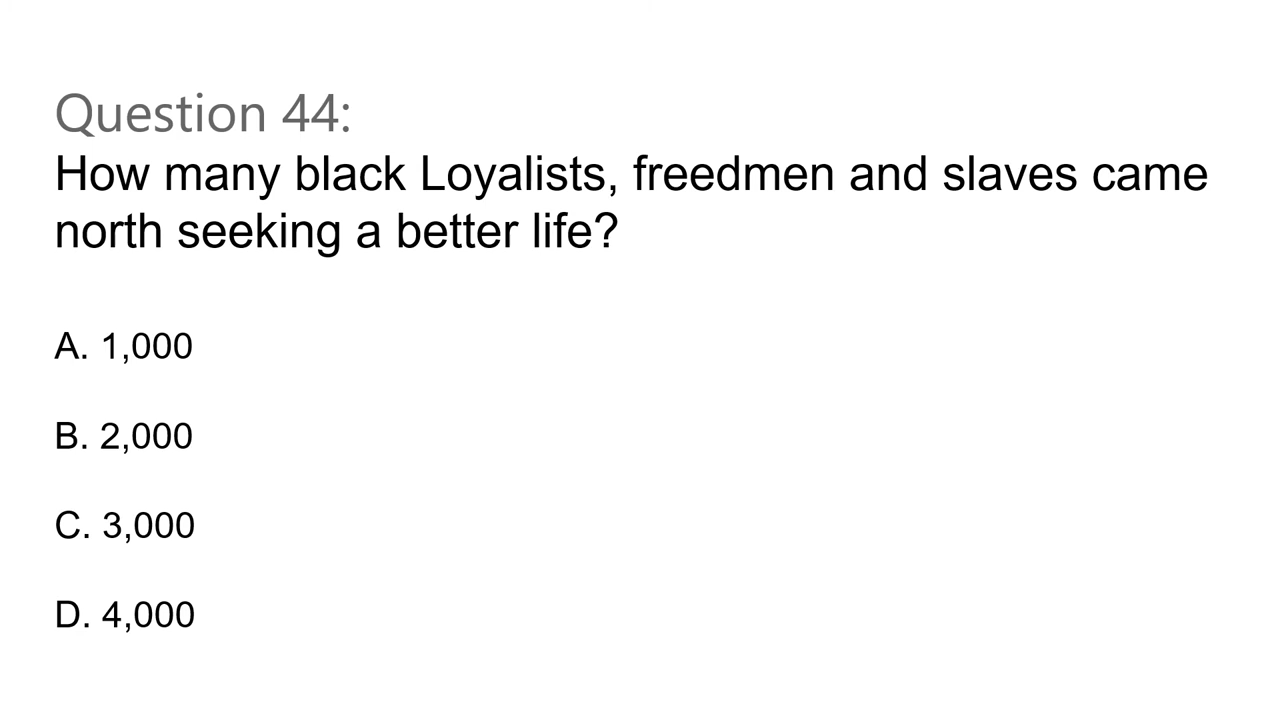 Question 44:
How many black Loyalists, freedmen and slaves came
north seeking a better life?
A. 1,000
B. 2,000
C. 3,000
D. 4,000